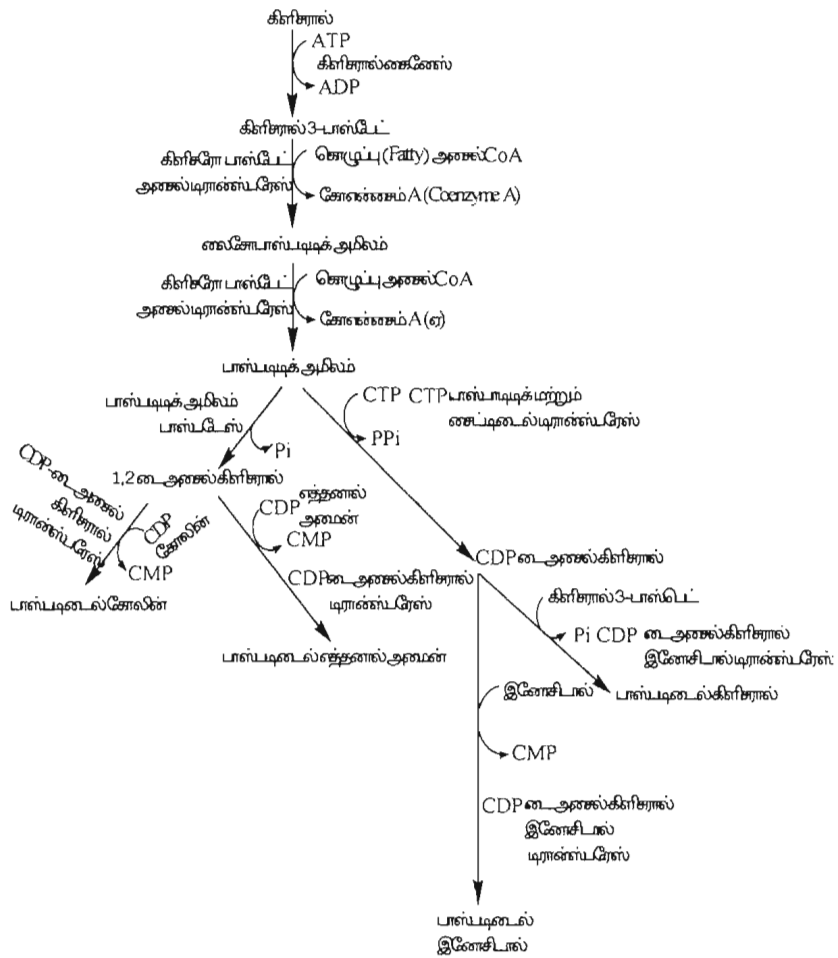 கிளிசரால்
ATP
கிளிசரால்கைனேஸ்
ADP
கிளிசரால்3-பாஸ்பேட்
கிளிசரோ பாஸ்பேட்
அசைல்டிரான்ஸ்பரேஸ்
கொழுப்பு (Fatty) அசைல்CoA
கோஎன்சைம் A (Coenzyme A)
லைசோபாஸ்படிடிக் அமிலம்
கிளிசரோ பாஸ்பேட்
அசைல்டிரான்ஸ்பரேஸ்
கொழுப்பு அசைல்CoA
கோஎன்சைம் A (ஏ)
பாஸ்படிடிக் அமிலம்
பாஸ்படிடிக் அமிலம்
பாஸ்படேஸ்
Pi
CTP CTP பாஸ்பாடிடிக் மற்றும்
சைட்டிடைல் டிரான்ஸ்பரேஸ்
PPi
1,2 டை அசைல் கிளிசரால்
CDP-டை அசைல்
கிளிசரால்
டிரான்ஸ்பரேஸ்
CDP
கோலின்
CMP
பாஸ்படிடைல்கோலின்
CDP எத்தனால்
அமைன்
CMP
CDP டை அசைல்கிளிசரால்
டிரான்ஸ்பரேஸ்
பாஸ்படிடைல் எத்தனால் அமைன்
CDP டை அசைல்கிளிசரால்
கிளிசரால்3-பாஸ்பெட்
Pi CDP டை அசைல்கிளிசரால்
இனோசிடால் டிரான்ஸ்பரேஸ்
பாஸ்படிடைல்கிளிசரால்
இனோசிடால்
CMP
CDP டை அசைல்கிளிசரால்
இனோசிடால்
டிரான்ஸ்பரேஸ்
பாஸ்படிடைல்
இனோசிடால்